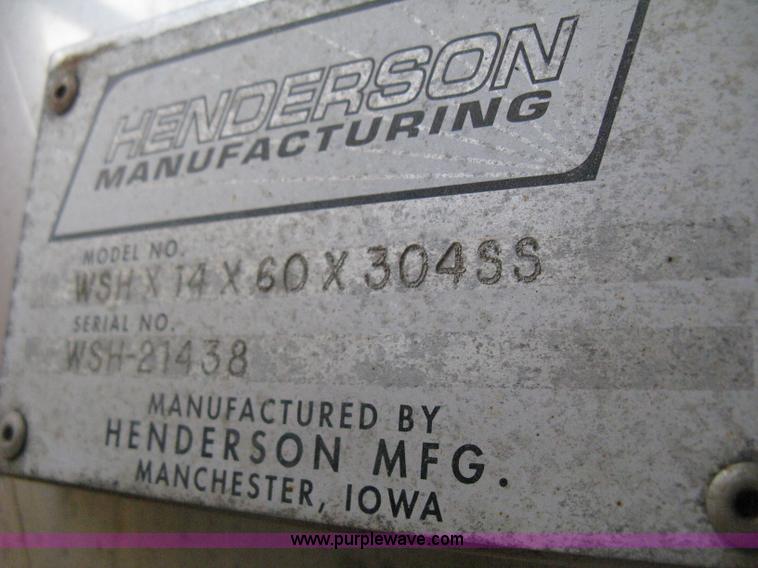 HENDERSON
MANUFACTURING
MODEL NO.
WSH X 14 X 60 X 304SS
SERIAL NO.
WSH-21438
MANUFACTURED BY
HENDERSON MFG.
MANCHESTER, IOWA
www.purplewave.com